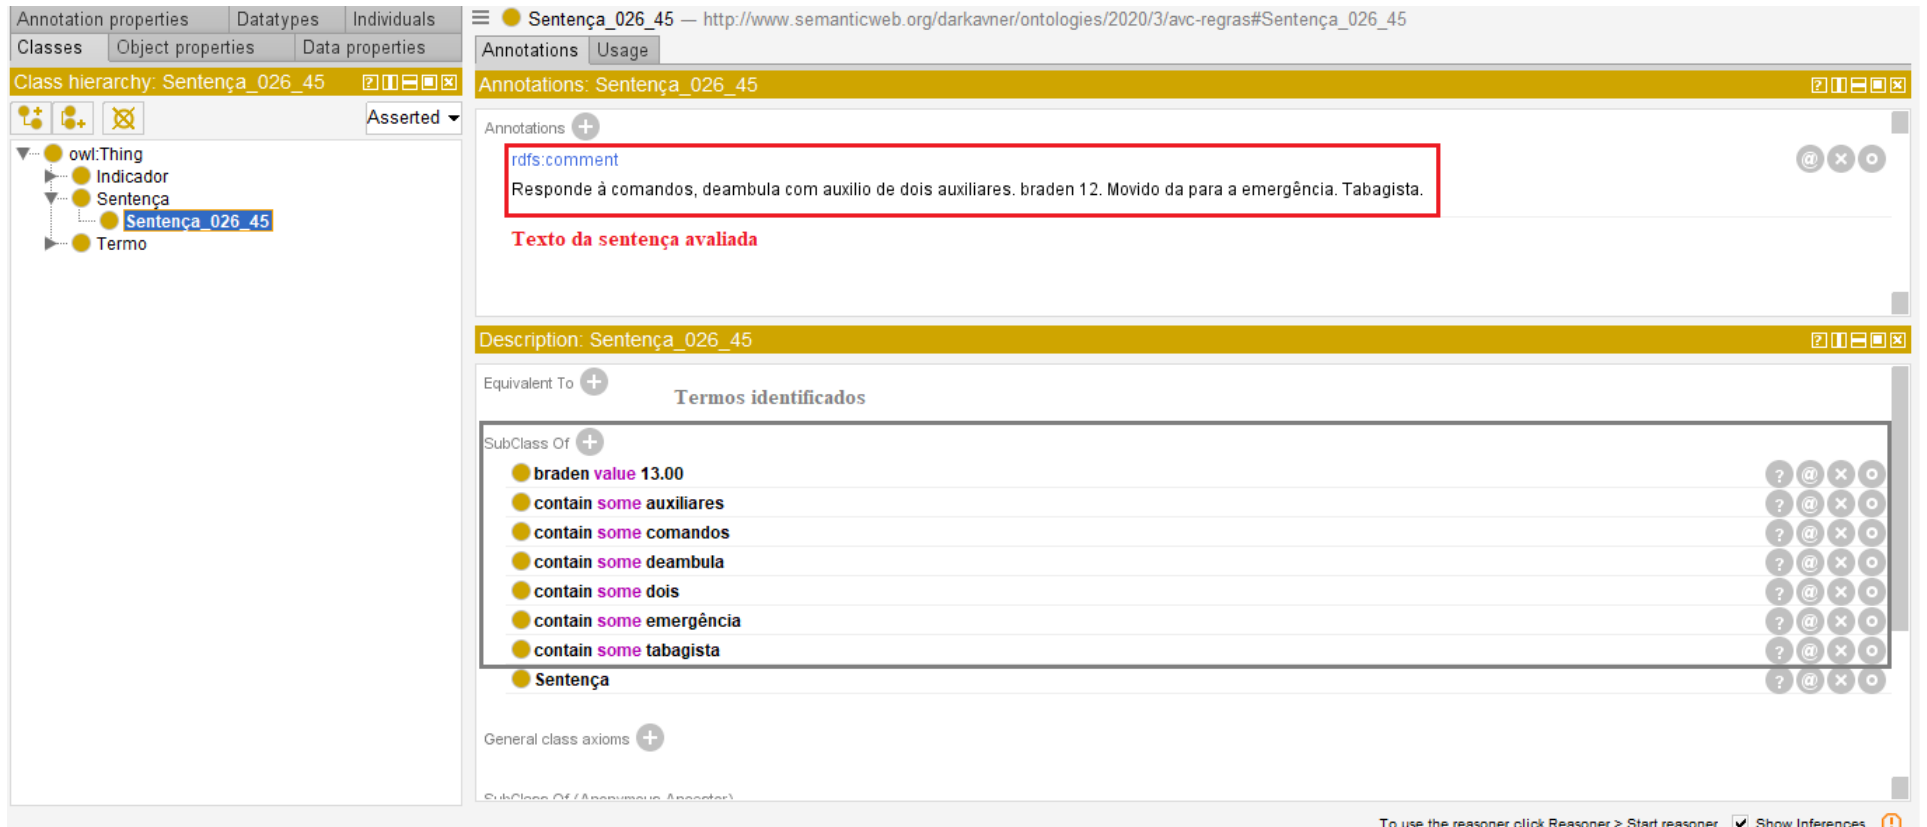 Annotation properties Datatypes Individuals
Classes Object properties Data properties
Class hierarchy: Sentença_026_45
Asserted
owl:Thing
Indicador
Sentença
Sentença_026_45
Termo
Sentença_026_45 — http://www.semanticweb.org/darkavner/ontologies/2020/3/avc-regras#Sentença_026_45
Annotations Usage
Annotations: Sentença_026_45
Annotations
rdfs:comment
Responde à comandos, deambula com auxilio de dois auxiliares. braden 12. Movido da para a emergência. Tabagista.
Texto da sentença avaliada
Description: Sentença_026_45
Equivalent To
Termos identificados
SubClass Of
braden value 13.00
contain some auxiliares
contain some comandos
contain some deambula
contain some dois
contain some emergência
contain some tabagista
Sentença
General class axioms
SubClass Of (Anonymous Ancestor)
To use the reasoner click Reasoner > Start reasoner Show Inferences